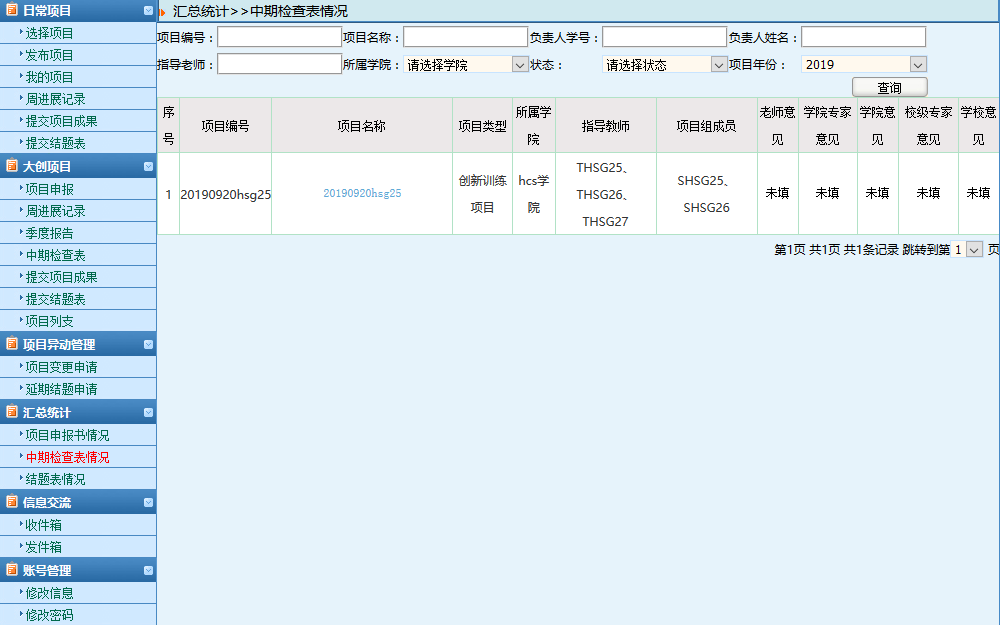 日常项目
选择项目
发布项目
我的项目
周进展记录
提交项目成果
提交结题表
大创项目
项目申报
周进展记录
季度报告
中期检查表
提交项目成果
提交结题表
项目列支
项目异动管理
项目变更申请
延期结题申请
汇总统计
项目申报书情况
中期检查表情况
结题表情况
信息交流
收件箱
发件箱
账号管理
修改信息
修改密码
汇总统计>>中期检查表情况
项目编号： 项目名称： 负责人学号： 负责人姓名：
指导老师： 所属学院： 请选择学院 状态： 请选择状态 项目年份： 2019
查询
序号 项目编号 项目名称 项目类型 所属学院 指导教师 项目组成员 老师意见 学院专家意见 学院意见 校级专家意见 学校意见
1 20190920hsg25 20190920hsg25 创新训练项目 hcs学院 THSG25、THSG26、THSG27 SHSG25、SHSG26 未填 未填 未填 未填 未填
第1页 共1页 共1条记录 跳转到第 1 页